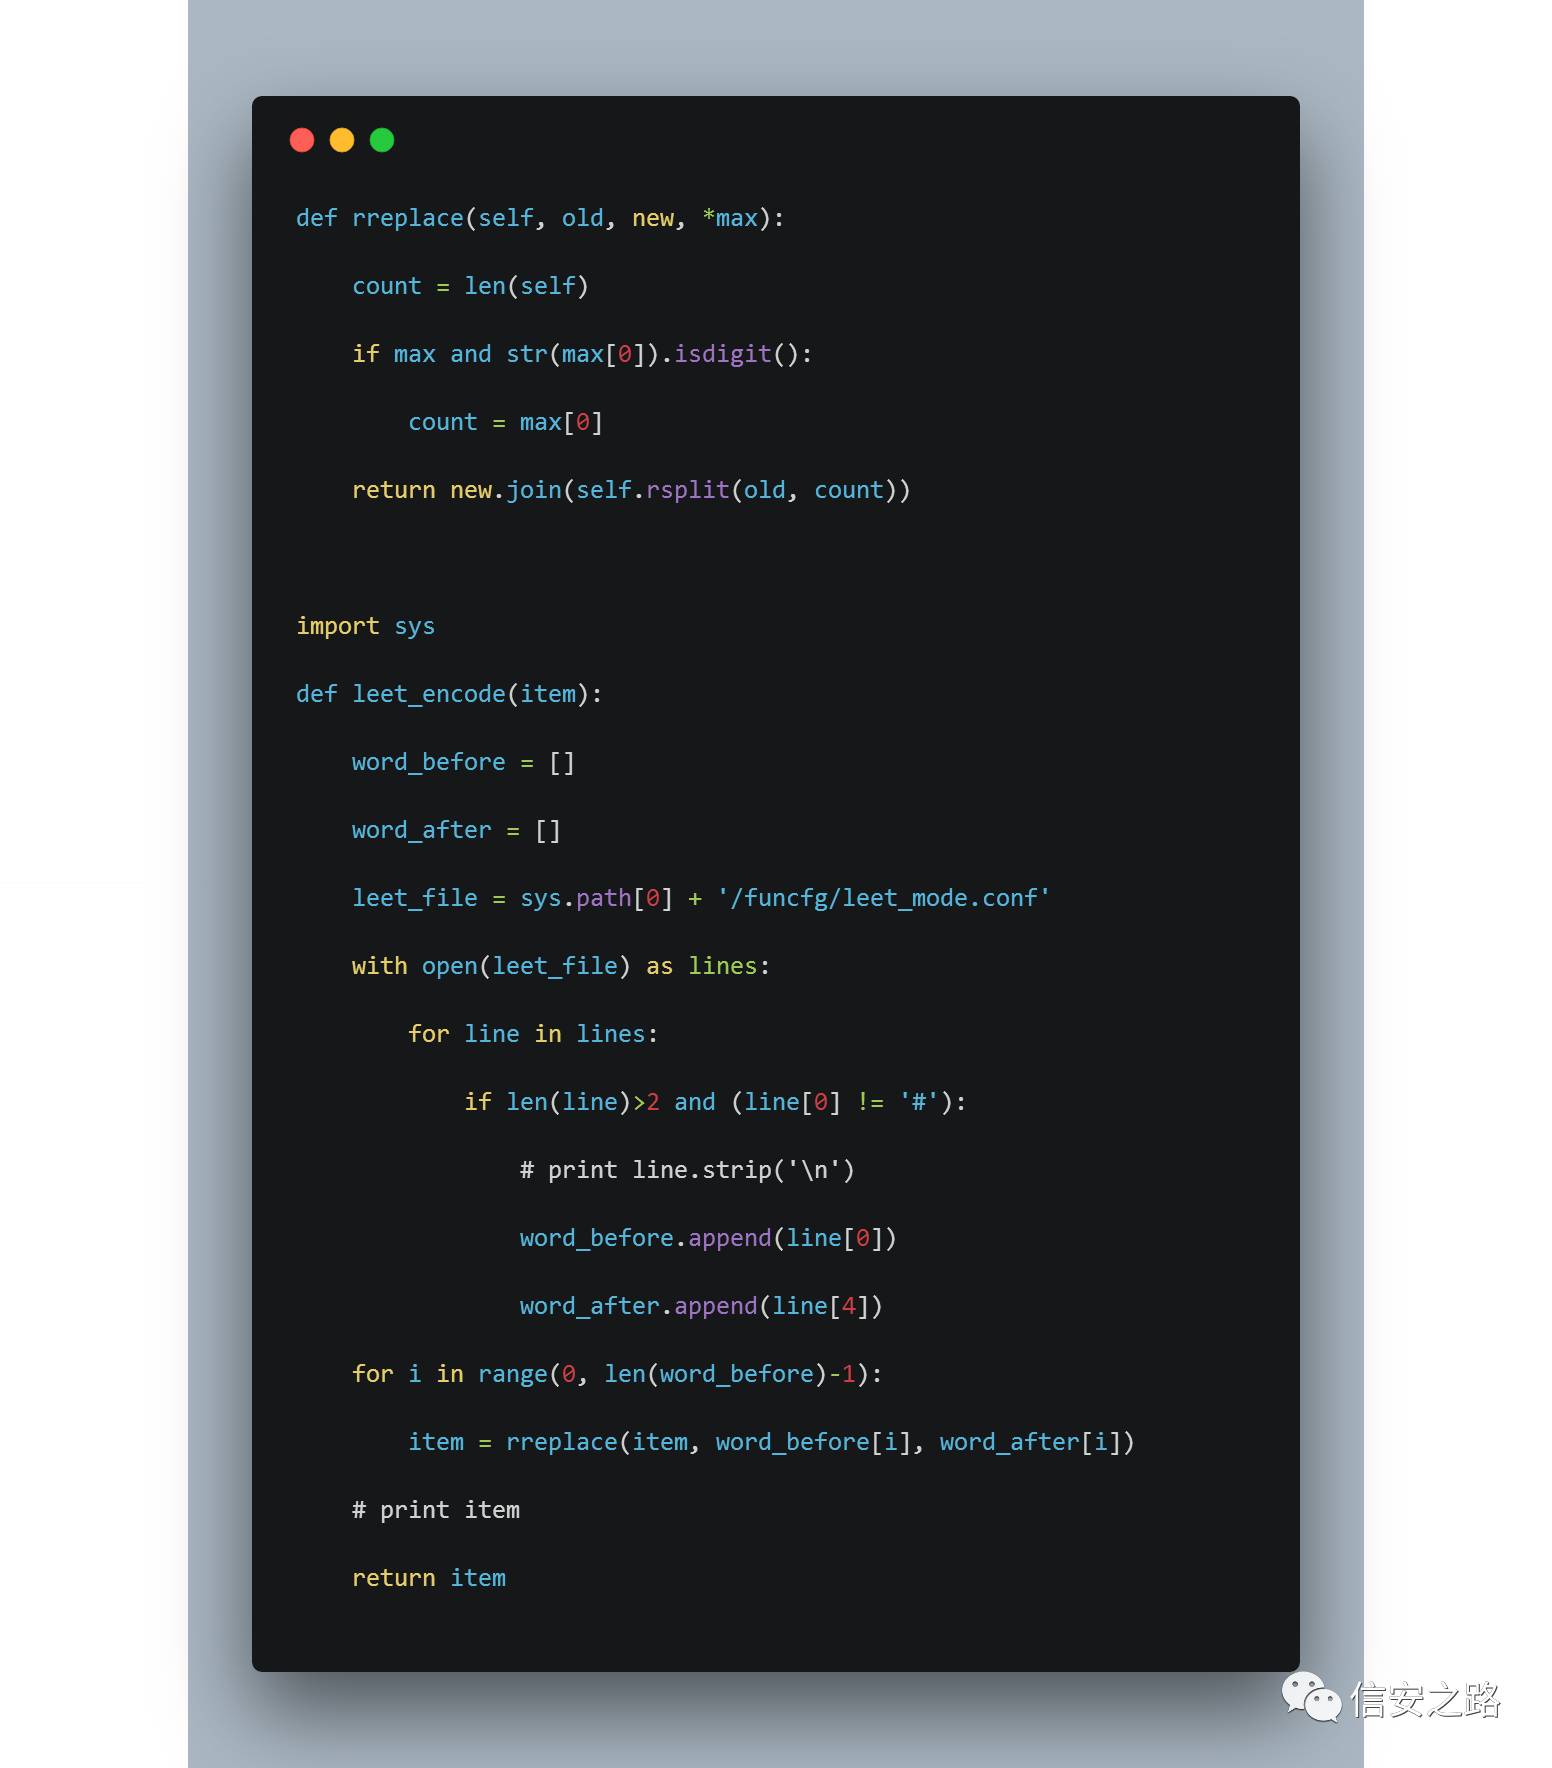 def rreplace(self, old, new, *max):
    count = len(self)
    if max and str(max[0]).isdigit():
        count = max[0]
    return new.join(self.rsplit(old, count))
import sys
def leet_encode(item):
    word_before = []
    word_after = []
    leet_file = sys.path[0] + '/funcfg/leet_mode.conf'
    with open(leet_file) as lines:
        for line in lines:
            if len(line)>2 and (line[0] != '#'):
                # print line.strip('\n')
                word_before.append(line[0])
                word_after.append(line[4])
    for i in range(0, len(word_before)-1):
        item = rreplace(item, word_before[i], word_after[i])
    # print item
    return item
信安之路